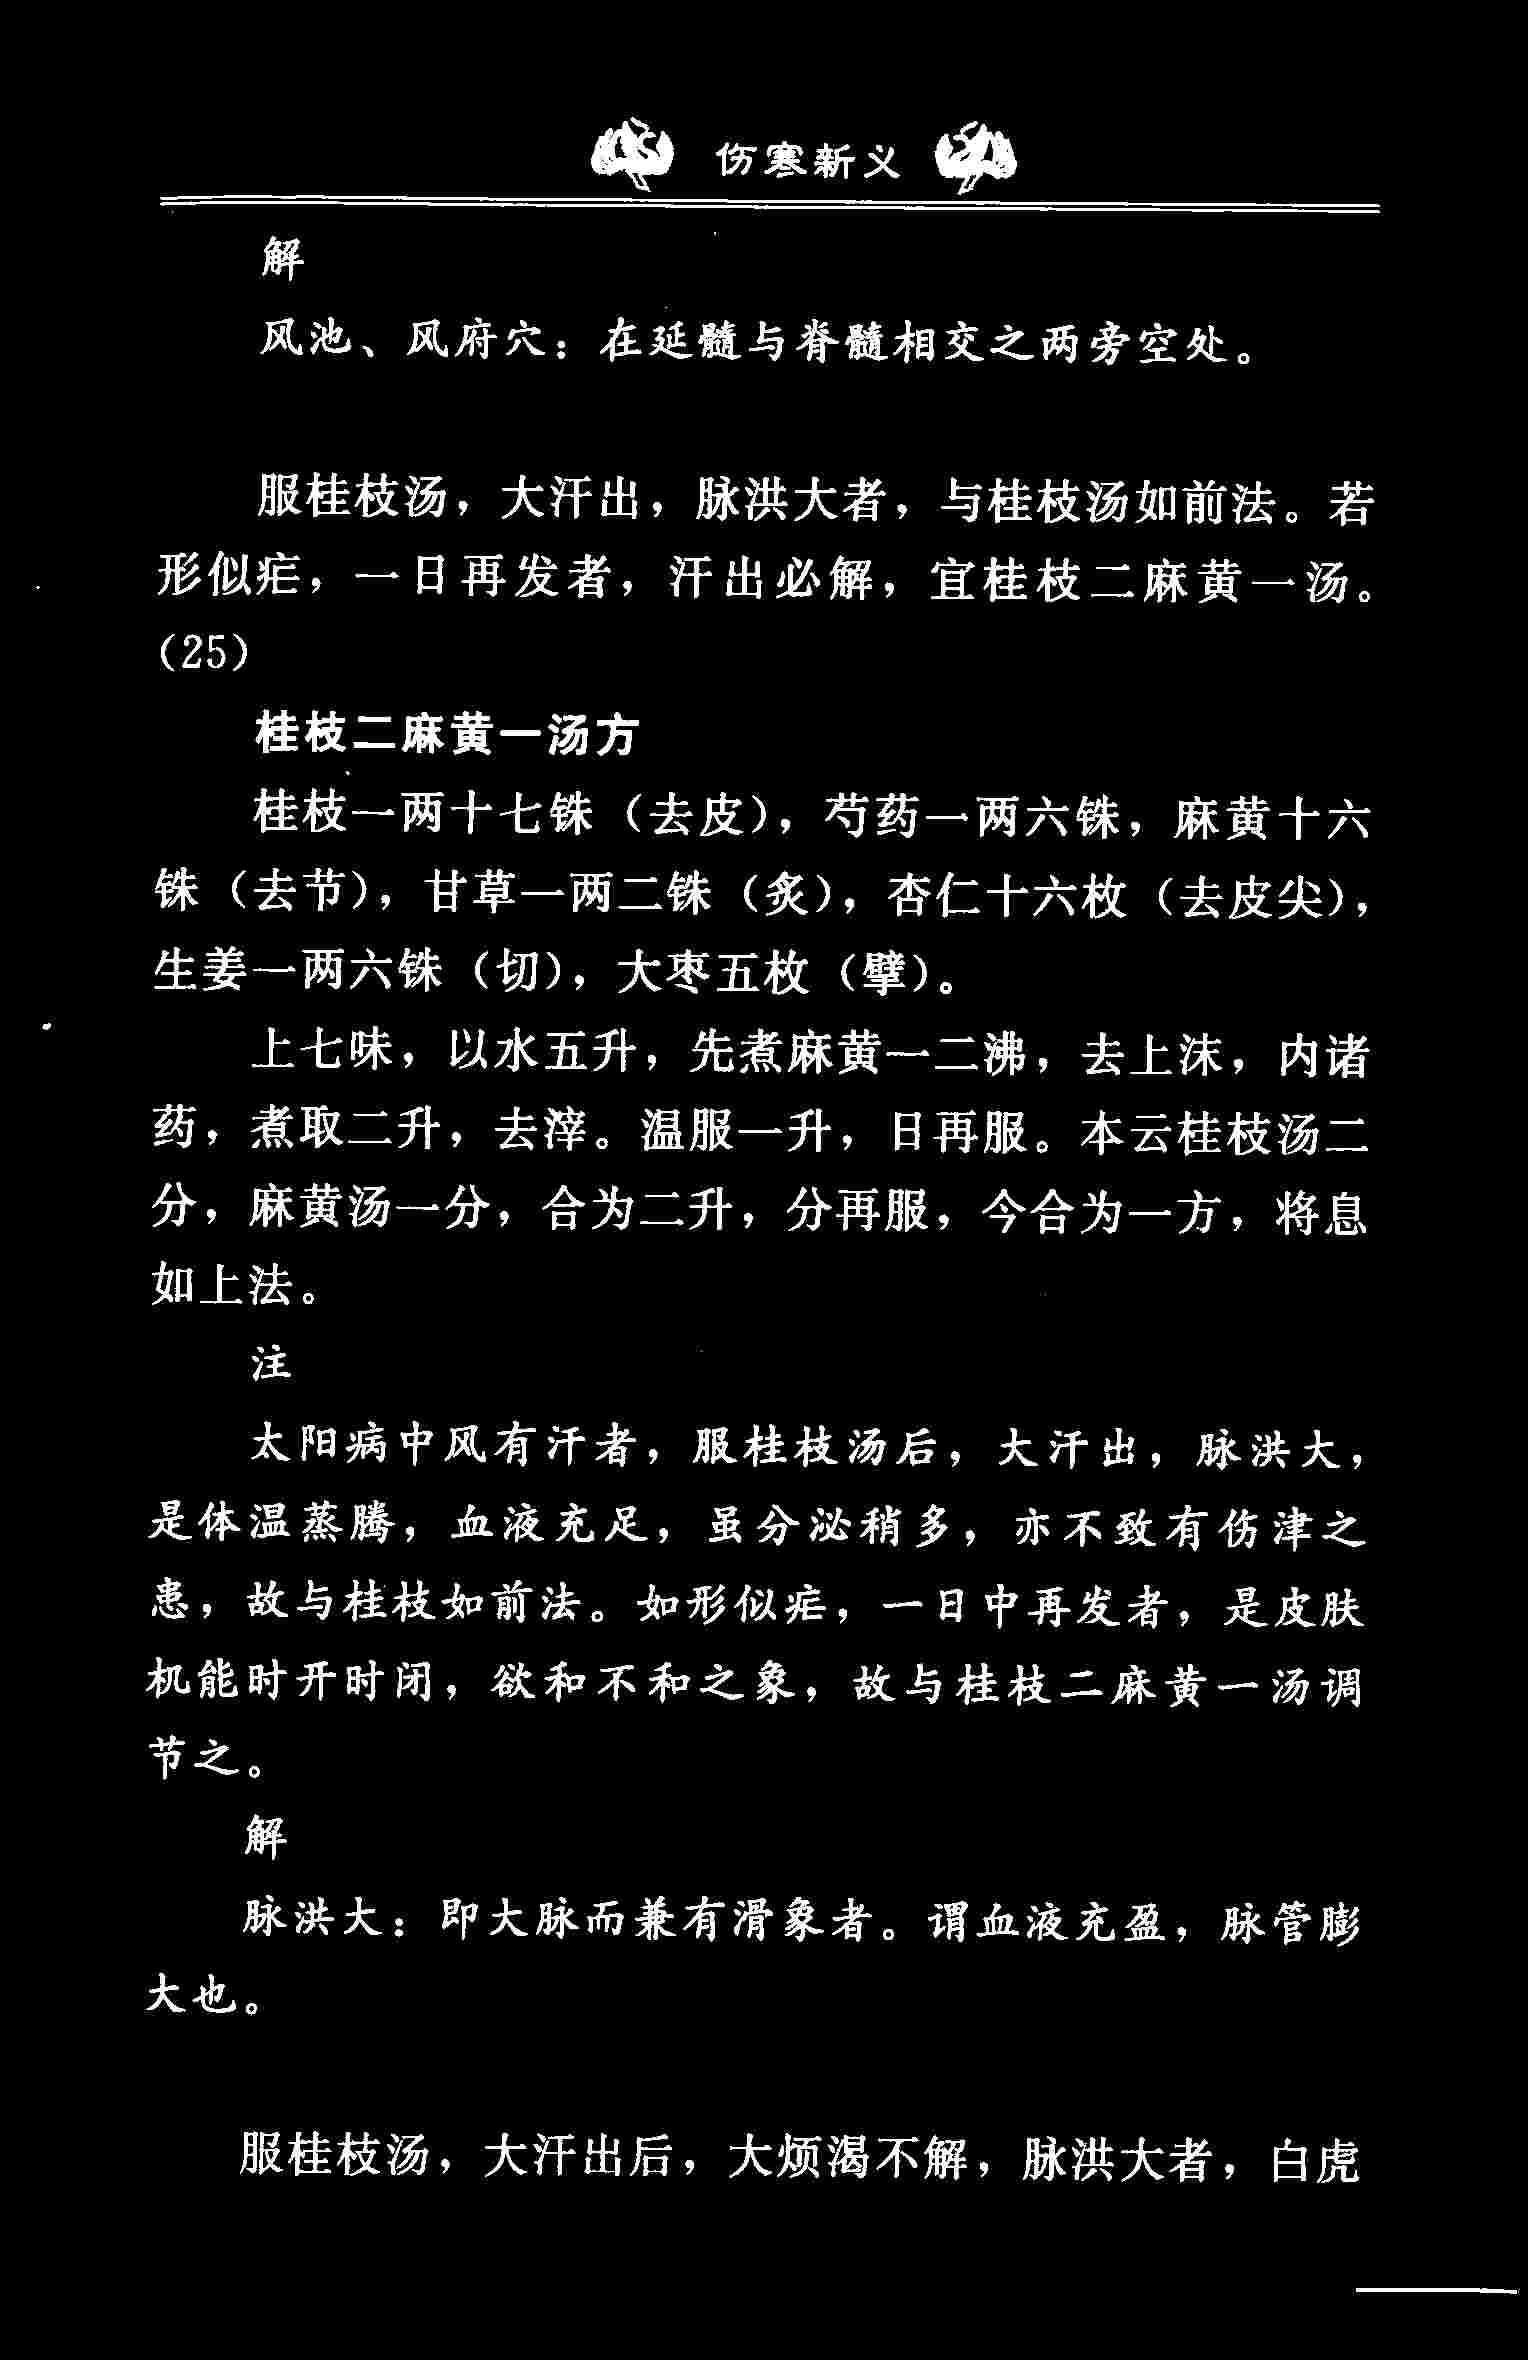 伤寒新义
解
风池、风府穴：在延髓与脊髓相交之两旁空处。
服桂枝汤，大汗出，脉洪大者，与桂枝汤如前法。若
形似疟，一日再发者，汗出必解，宜桂枝二麻黄一汤。
(25)
桂枝二麻黄一汤方
桂枝一两十七铢（去皮），芍药一两六铢，麻黄十六
铢（去节），甘草一两二铢（炙），杏仁十六枚（去皮尖），
生姜一两六铢（切），大枣五枚（擘）。
上七味，以水五升，先煮麻黄一二沸，去上沫，内诸
药，煮取二升，去滓。温服一升，日再服。本云桂枝汤二
分，麻黄汤一分，合为二升，分再服，今合为一方，将息
如上法。
注
太阳病中风有汗者，服桂枝汤后，大汗出，脉洪大，
是体温蒸腾，血液充足，虽分泌稍多，亦不致有伤津之
患，故与桂枝如前法。如形似疟，一日中再发者，是皮肤
机能时开时闭，欲和不和之象，故与桂枝二麻黄一汤调
节之。
解
脉洪大：即大脉而兼有滑象者。谓血液充盈，脉管膨
大也。
服桂枝汤，大汗出后，大烦渴不解，脉洪大者，白虎